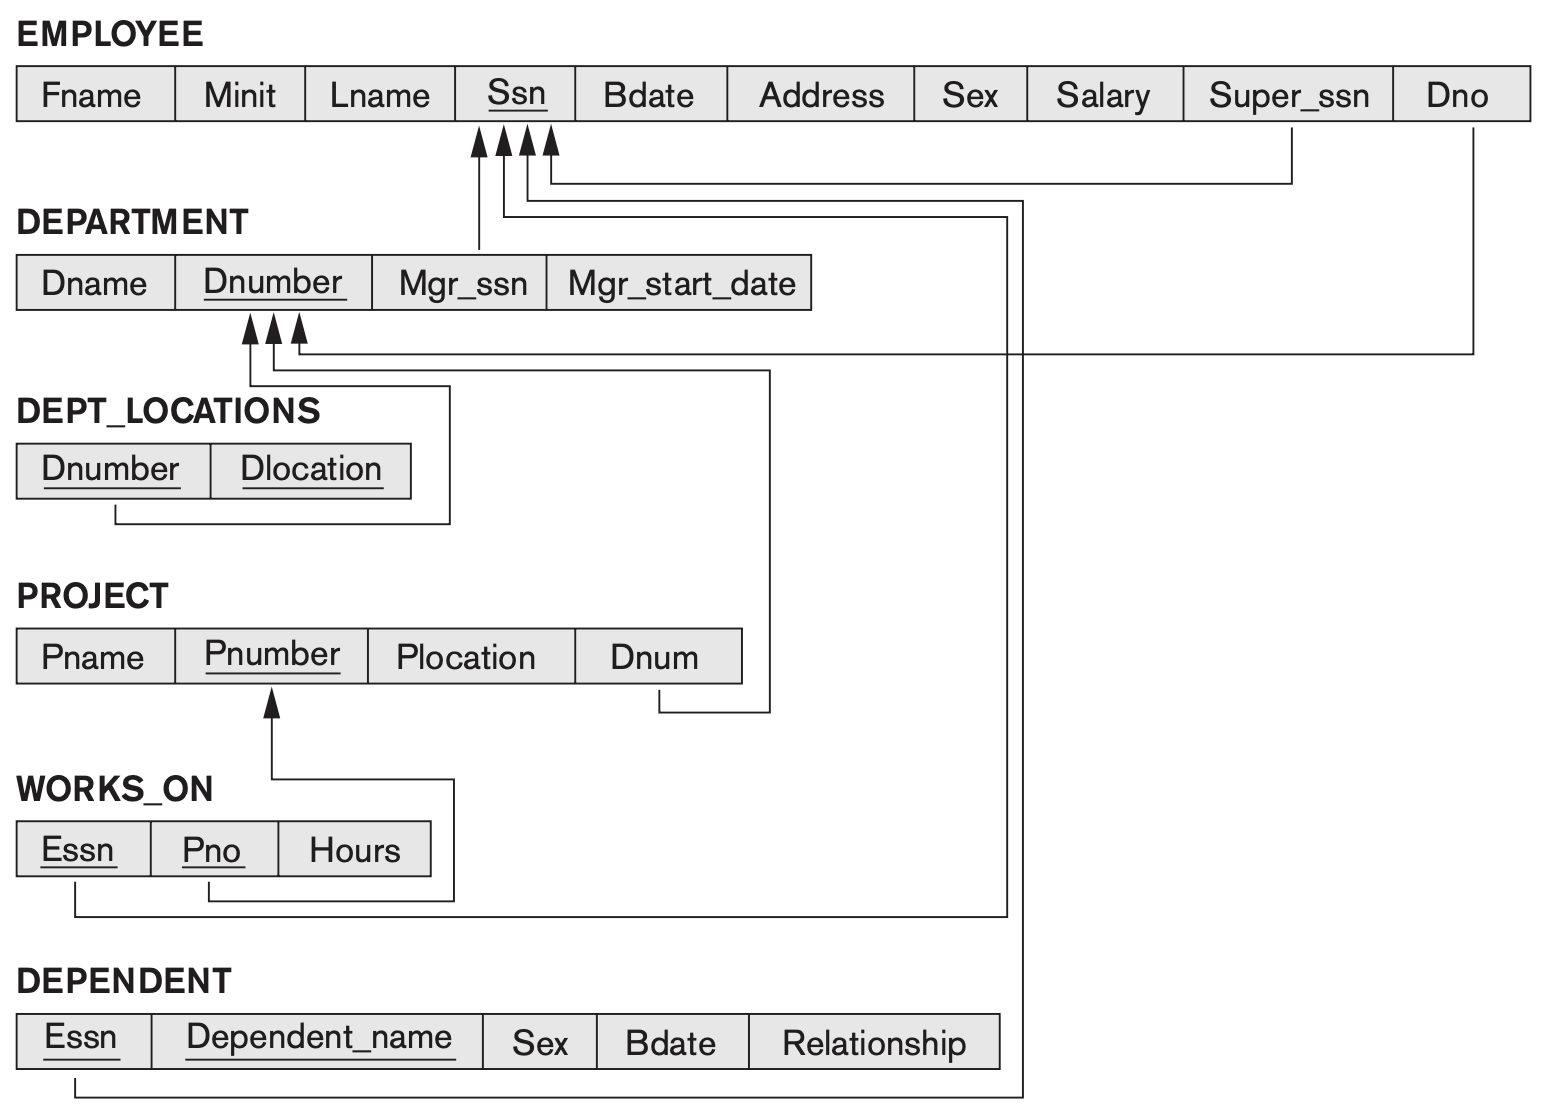 EMPLOYEE
Fname Minit Lname Ssn Bdate Address Sex Salary Super_ssn Dno
DEPARTMENT
Dname Dnumber Mgr_ssn Mgr_start_date
DEPT_LOCATIONS
Dnumber Dlocation
PROJECT
Pname Pnumber Plocation Dnum
WORKS_ON
Essn Pno Hours
DEPENDENT
Essn Dependent_name Sex Bdate Relationship